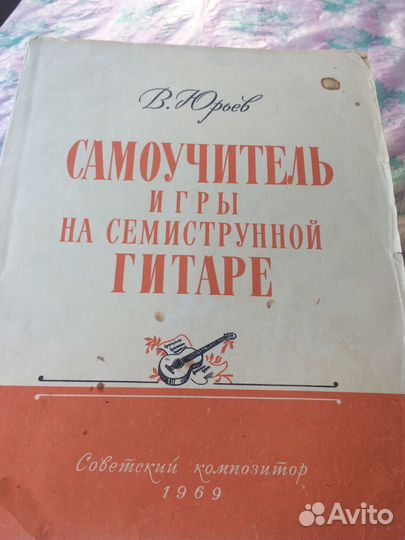 В. Юрьев
САМОУЧИТЕЛЬ
ИГРЫ
НА СЕМИСТРУННОЙ
ГИТАРЕ
Советский композитор
1969
Avito